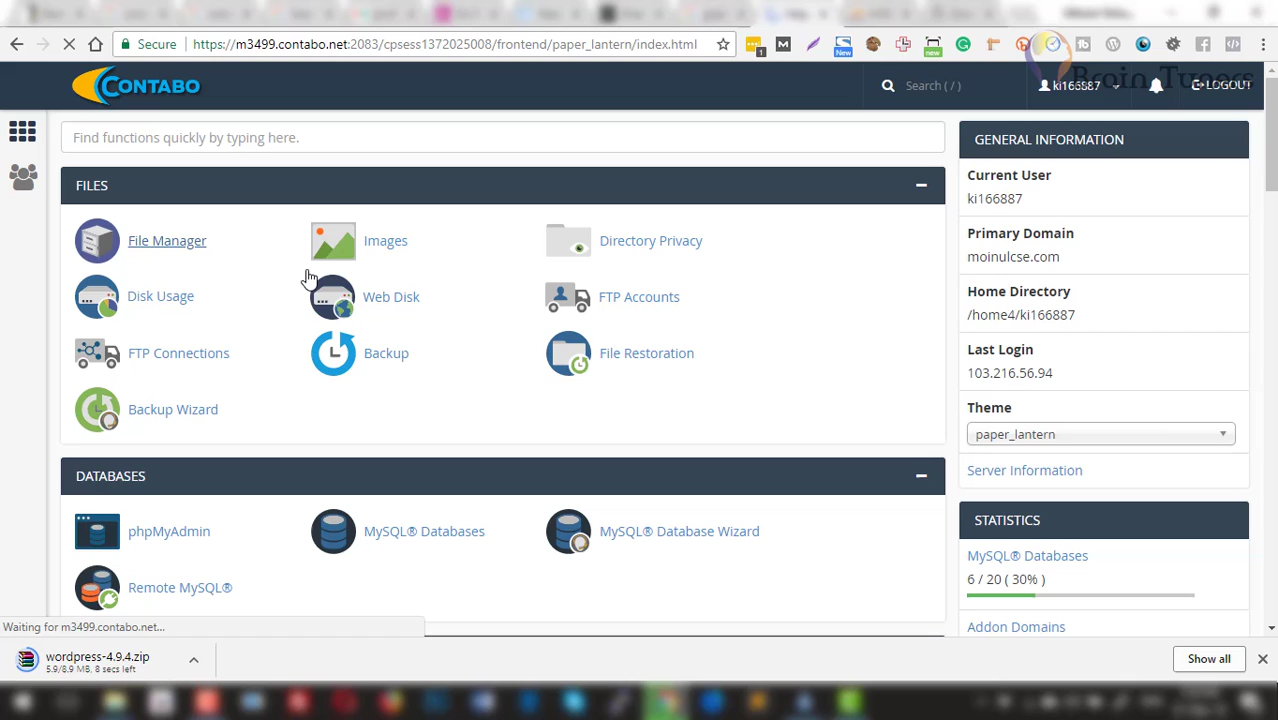 Secure
https://m3499.contabo.net:2083/cpsess1372025008/frontend/paper_lantern/index.html
1
New
new
CONTABO
Search ( / )
ki166887
LOGOUT
Brain Tuners
Find functions quickly by typing here.
FILES
File Manager
Images
Directory Privacy
Disk Usage
Web Disk
FTP Accounts
FTP Connections
Backup
File Restoration
Backup Wizard
DATABASES
phpMyAdmin
MySQL® Databases
MySQL® Database Wizard
Remote MySQL®
GENERAL INFORMATION
Current User
ki166887
Primary Domain
moinulcse.com
Home Directory
/home4/ki166887
Last Login
103.216.56.94
Theme
paper_lantern
Server Information
STATISTICS
MySQL® Databases
6 / 20 ( 30% )
Addon Domains
Waiting for m3499.contabo.net...
wordpress-4.9.4.zip
5.9/8.9 MB, 8 secs left
Show all